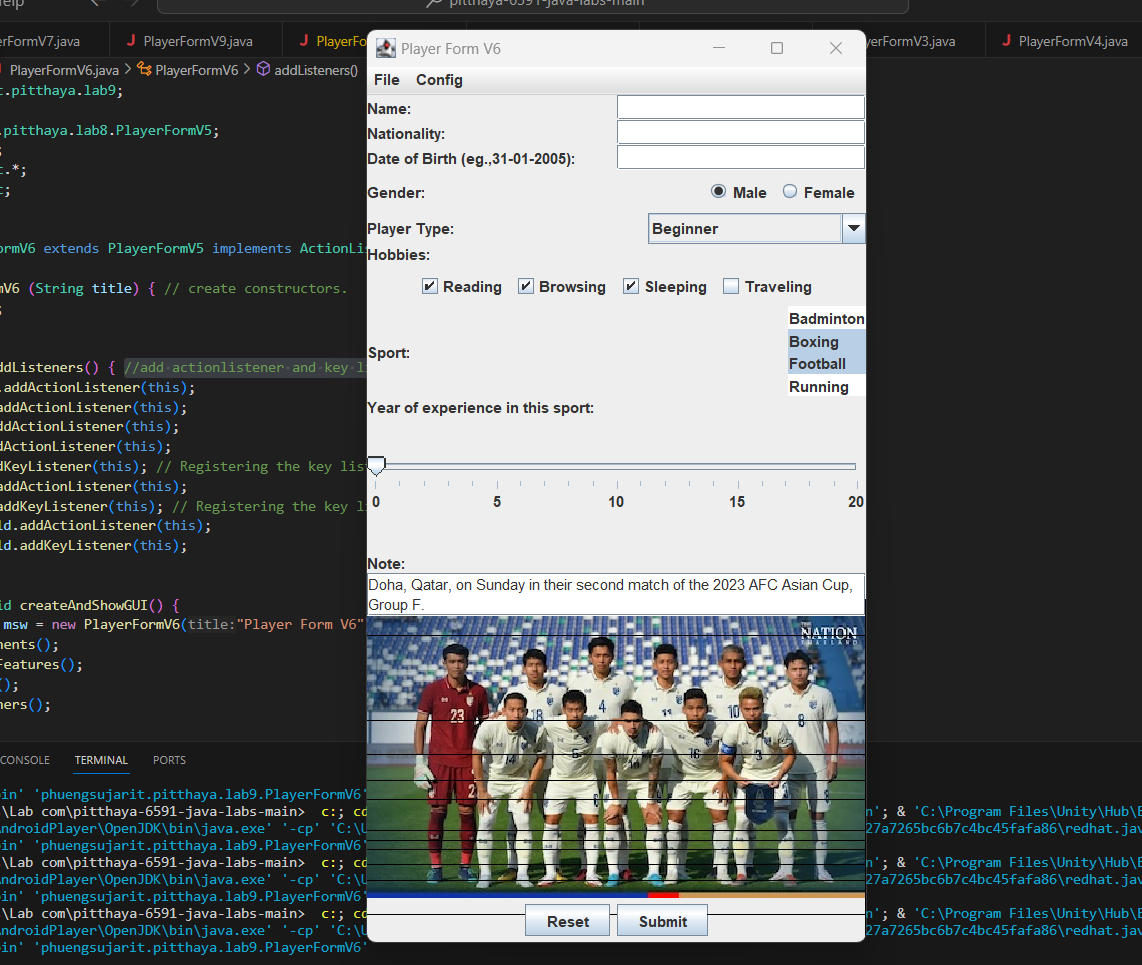 elp
pitthaya-6591-java-labs-main
erFormV7.java
J PlayerFormV9.java
J PlayerFo
yerFormV3.java
J PlayerFormV4.java
PlayerFormV6.java > PlayerFormV6 > addListeners()
t.pitthaya.lab9;
.pitthaya.lab8.PlayerFormV5;
;
t.*;
t;
ormV6 extends PlayerFormV5 implements ActionLis
mV6 (String title) { // create constructors.
;
ddListeners() { //add actionlistener and key li
.addActionListener(this);
addActionListener(this);
ddActionListener(this);
dActionListener(this);
dKeyListener(this); // Registering the key lis
addActionListener(this);
addKeyListener(this); // Registering the key l
ld.addActionListener(this);
ld.addKeyListener(this);
id createAndShowGUI() {
msw = new PlayerFormV6(title:"Player Form V6"
nents();
Features();
();
ners();
CONSOLE
TERMINAL
PORTS
bin' 'phuengsujarit.pitthaya.lab9.PlayerFormV6'
\Lab com\pitthaya-6591-java-labs-main> c:; cd
n'; & 'C:\Program Files\Unity\Hub\E
AndroidPlayer\OpenJDK\bin\java.exe' '-cp' 'C:\U
27a7265bc6b7c4bc45fafa86\redhat.jav
bin' 'phuengsujarit.pitthaya.lab9.PlayerFormV6'
\Lab com\pitthaya-6591-java-labs-main> c:; cd
n'; & 'C:\Program Files\Unity\Hub\E
AndroidPlayer\OpenJDK\bin\java.exe' '-cp' 'C:\U
27a7265bc6b7c4bc45fafa86\redhat.jav
bin' 'phuengsujarit.pitthaya.lab9.PlayerFormV6'
\Lab com\pitthaya-6591-java-labs-main> c:; cd
n'; & 'C:\Program Files\Unity\Hub\E
AndroidPlayer\OpenJDK\bin\java.exe' '-cp' 'C:\U
27a7265bc6b7c4bc45fafa86\redhat.jav
bin' 'phuengsujarit.pitthaya.lab9.PlayerFormV6'
Player Form V6
File Config
Name:
Nationality:
Date of Birth (eg.,31-01-2005):
Gender:
Male Female
Player Type:
Beginner
Hobbies:
Reading Browsing Sleeping Traveling
Sport:
Badminton
Boxing
Football
Running
Year of experience in this sport:
0 5 10 15 20
Note:
Doha, Qatar, on Sunday in their second match of the 2023 AFC Asian Cup,
Group F.
THE
NATION
THAILAND
23
18
4
11
10
8
14
5
16
3
Reset Submit